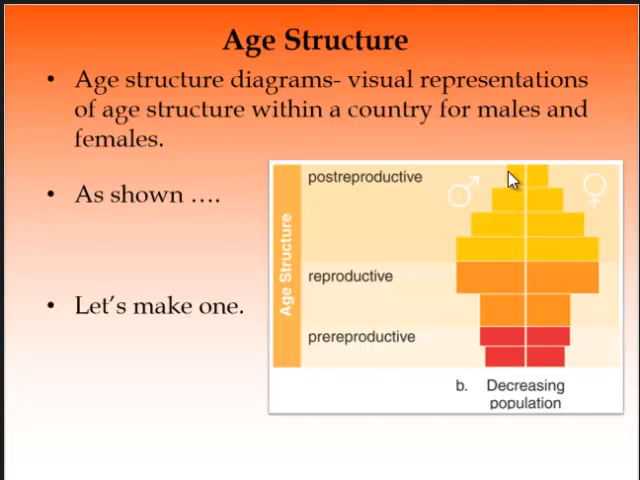 Age Structure
• Age structure diagrams- visual representations
of age structure within a country for males and
females.
• As shown ….
• Let’s make one.
Age Structure
postreproductive
reproductive
prereproductive
b. Decreasing
population